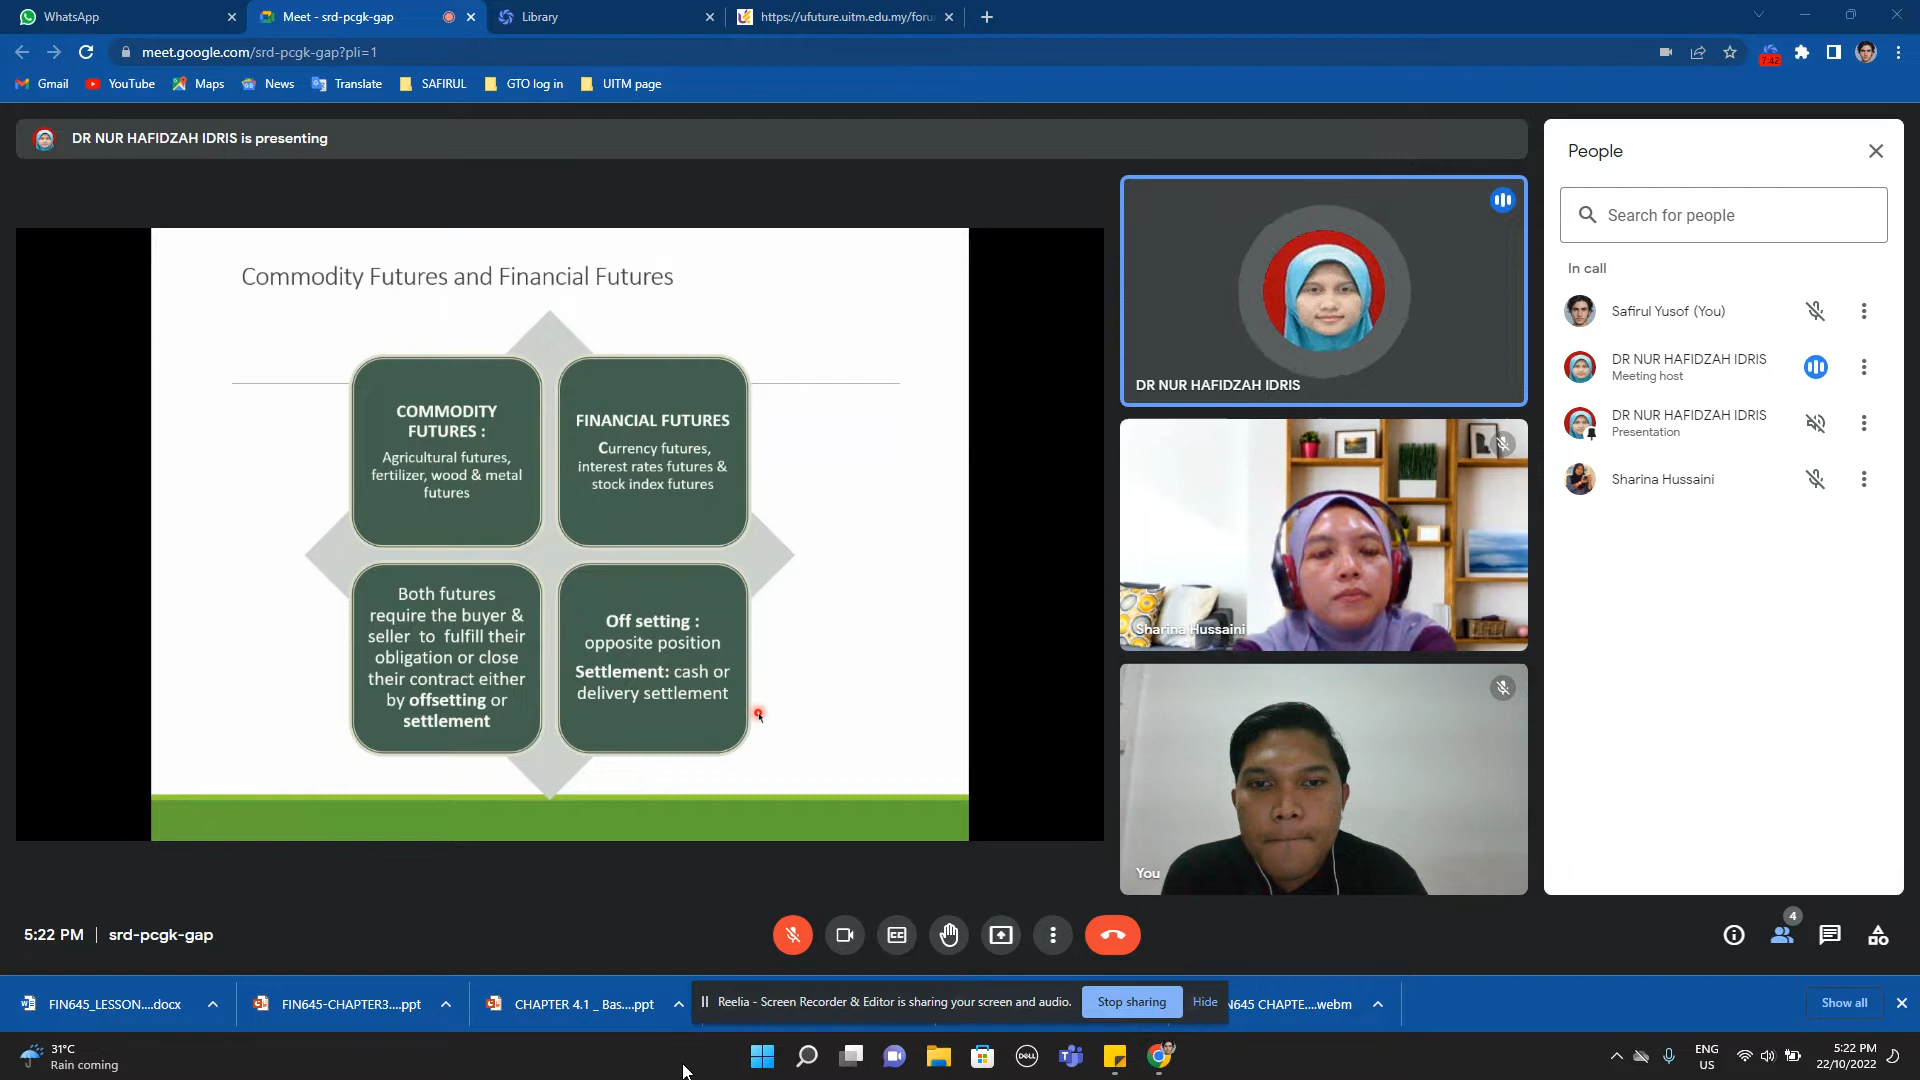 WhatsApp
Meet - srd-pcgk-gap
Library
https://ufuture.uitm.edu.my/foru
meet.google.com/srd-pcgk-gap?pli=1
7:42
Gmail
YouTube
Maps
News
Translate
SAFIRUL
GTO log in
UITM page
DR NUR HAFIDZAH IDRIS is presenting
Commodity Futures and Financial Futures
COMMODITY
FUTURES :
Agricultural futures,
fertilizer, wood & metal
futures
FINANCIAL FUTURES
Currency futures,
interest rates futures &
stock index futures
Both futures
require the buyer &
seller to fulfill their
obligation or close
their contract either
by offsetting or
settlement
Off setting :
opposite position
Settlement: cash or
delivery settlement
DR NUR HAFIDZAH IDRIS
Sharina Hussaini
You
People
Search for people
In call
Safirul Yusof (You)
DR NUR HAFIDZAH IDRIS
Meeting host
DR NUR HAFIDZAH IDRIS
Presentation
Sharina Hussaini
5:22 PM | srd-pcgk-gap
4
FIN645_LESSON....docx
FIN645-CHAPTER3....ppt
CHAPTER 4.1 _ Bas....ppt
Reelia - Screen Recorder & Editor is sharing your screen and audio.
Stop sharing
Hide
N645 CHAPTE....webm
Show all
31°C
Rain coming
DELL
ENG
US
5:22 PM
22/10/2022